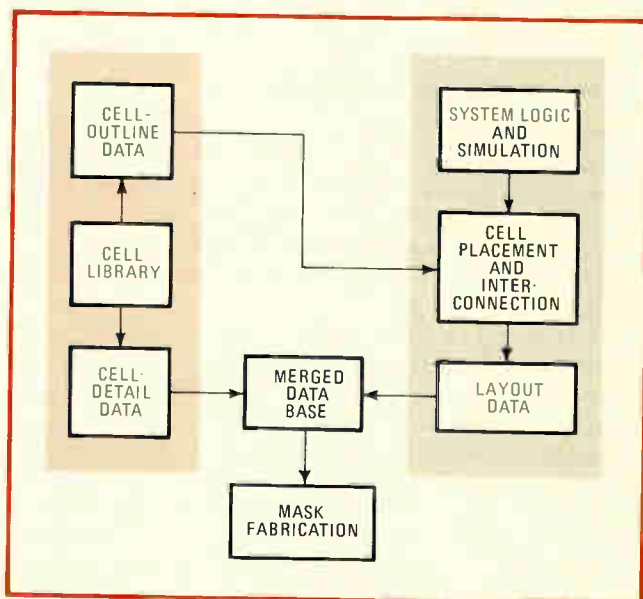 CELL-
OUTLINE
DATA
CELL
LIBRARY
CELL-
DETAIL
DATA
SYSTEM LOGIC
AND
SIMULATION
CELL
PLACEMENT
AND
INTER-
CONNECTION
LAYOUT
DATA
MERGED
DATA
BASE
MASK
FABRICATION